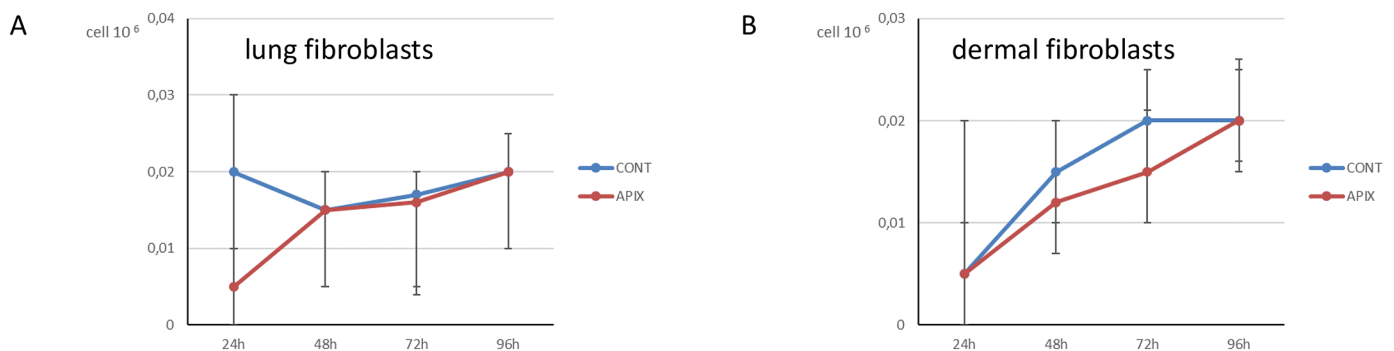 A
cell 10 6
lung fibroblasts
0,04
0,03
0,02
0,01
0
24h
48h
72h
96h
CONT
APIX
B
cell 10 6
dermal fibroblasts
0,03
0,02
0,01
0
24h
48h
72h
96h
CONT
APIX